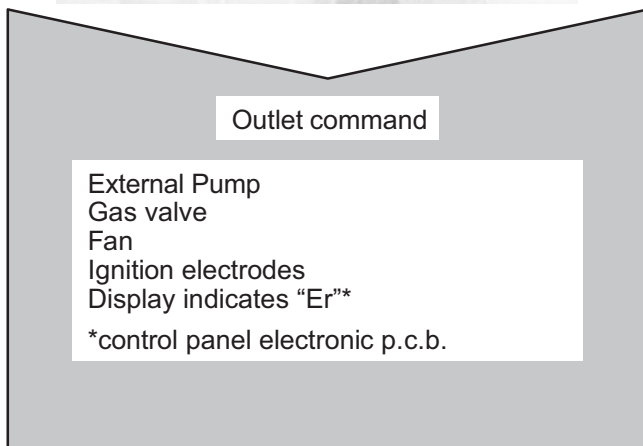 Outlet command
External Pump
Gas valve
Fan
Ignition electrodes
Display indicates “Er”*
*control panel electronic p.c.b.